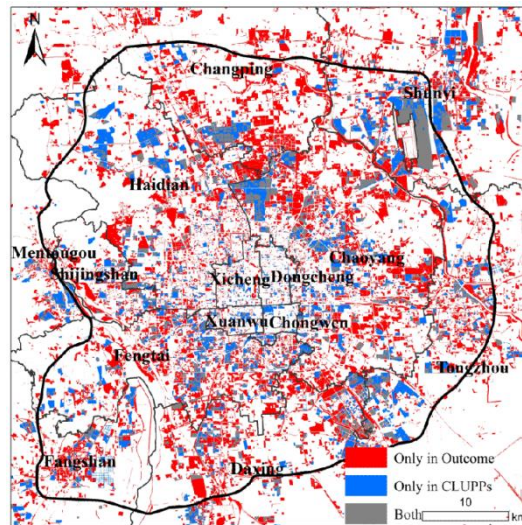 N
Changping
Shunyi
Haidian
Mentougou
Shijingshan
Chaoyang
Xicheng
Dongcheng
Xuanwu
Chongwen
Fengtai
Tongzhou
Fangshan
Daxing
Only in Outcome
Only in CLUPPs
Both
10
km